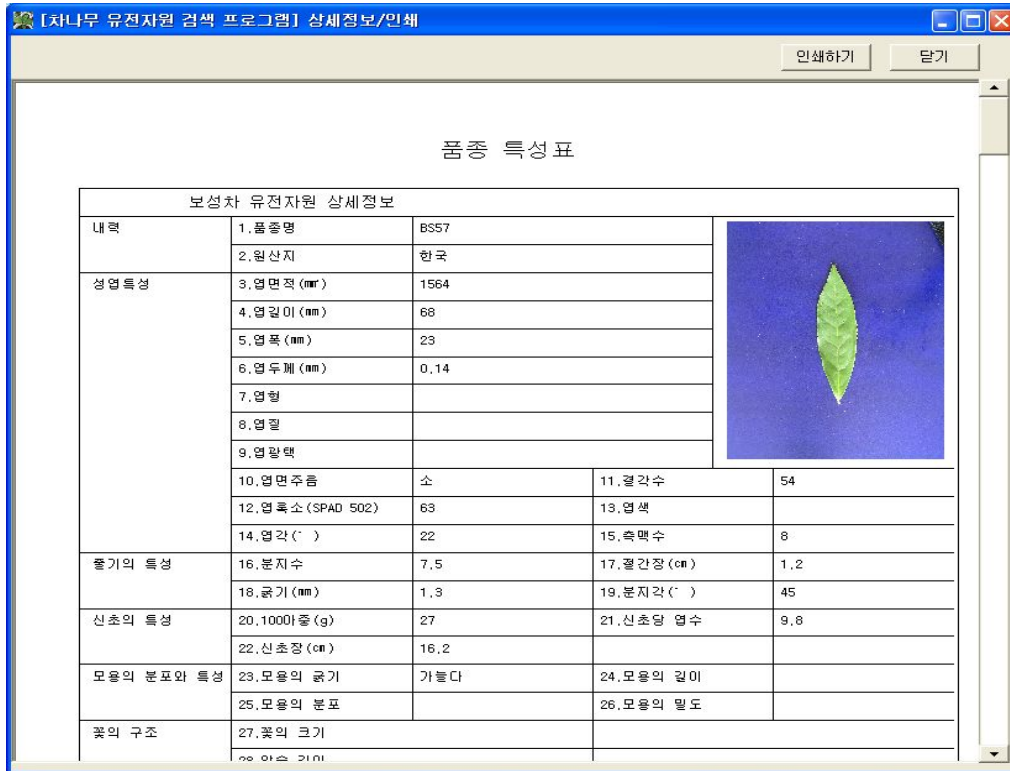 [차나무 유전자원 검색 프로그램] 상세정보/인쇄
인쇄하기 닫기
품종 특성표
보성차 유전자원 상세정보
내력 1.품종명 BS57
2.원산지 한국
성엽특성 3.엽면적(㎟) 1564
4.엽길이(㎜) 68
5.엽폭(㎜) 23
6.엽두께(㎜) 0.14
7.엽형
8.엽질
9.엽광택
10.엽면주름 소 11.결각수 54
12.엽록소(SPAD 502) 63 13.엽색
14.엽각(˚ ) 22 15.측맥수 8
줄기의 특성 16.분지수 7.5 17.절간장(㎝) 1.2
18.굵기(㎜) 1.3 19.분지각(˚ ) 45
신초의 특성 20.100아중(g) 27 21.신초당 엽수 9.8
22.신초장(㎝) 16.2
모용의 분포와 특성 23.모용의 굵기 가늘다 24.모용의 길이
25.모용의 분포 26.모용의 밀도
꽃의 구조 27.꽃의 크기